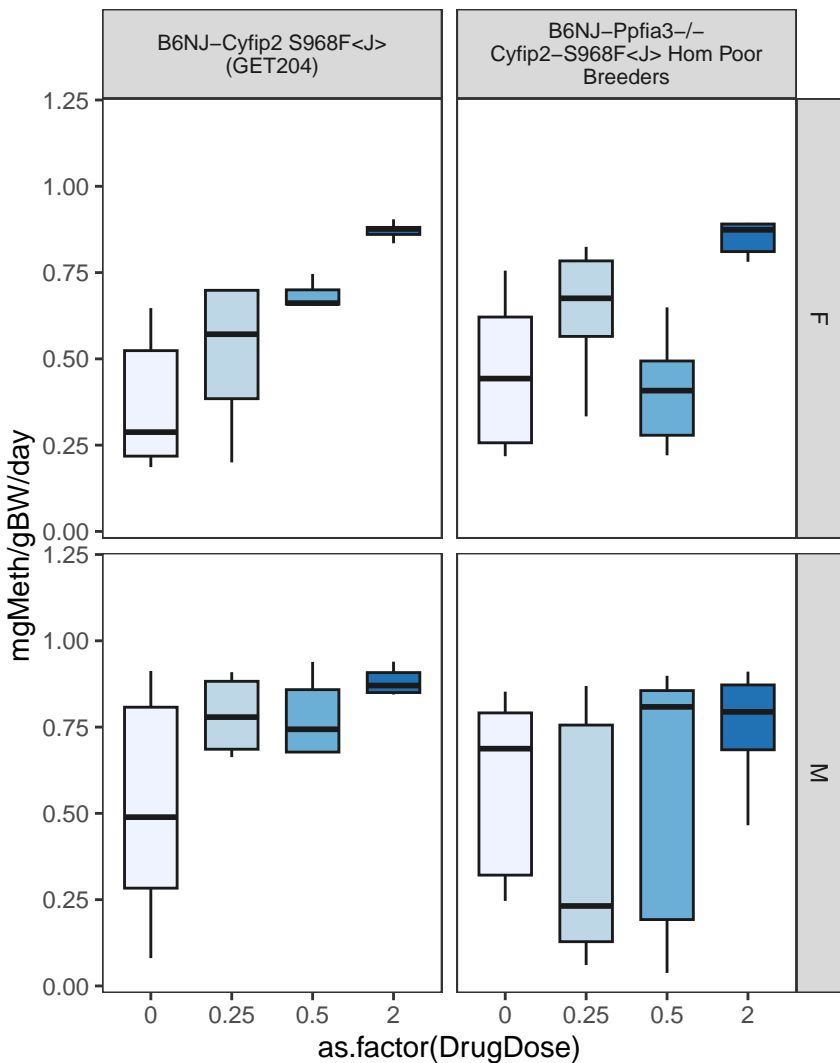 B6NJ−Cyfip2 S968F<J>
(GET204)
B6NJ−Ppfia3−/−
Cyfip2−S968F<J> Hom Poor
Breeders
1.25
1.00
0.75
0.50
0.25
0.00
F
1.25
1.00
0.75
0.50
0.25
0.00
M
mgMeth/gBW/day
0 0.25 0.5 2
0 0.25 0.5 2
as.factor(DrugDose)